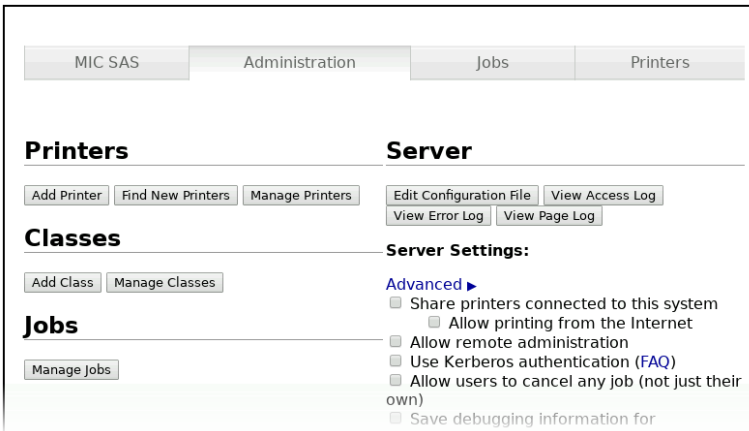 MIC SAS Administration Jobs Printers
Printers
Add Printer Find New Printers Manage Printers
Classes
Add Class Manage Classes
Jobs
Manage Jobs
Server
Edit Configuration File View Access Log
View Error Log View Page Log
Server Settings:
Advanced ▶
Share printers connected to this system
Allow printing from the Internet
Allow remote administration
Use Kerberos authentication (FAQ)
Allow users to cancel any job (not just their
own)
Save debugging information for